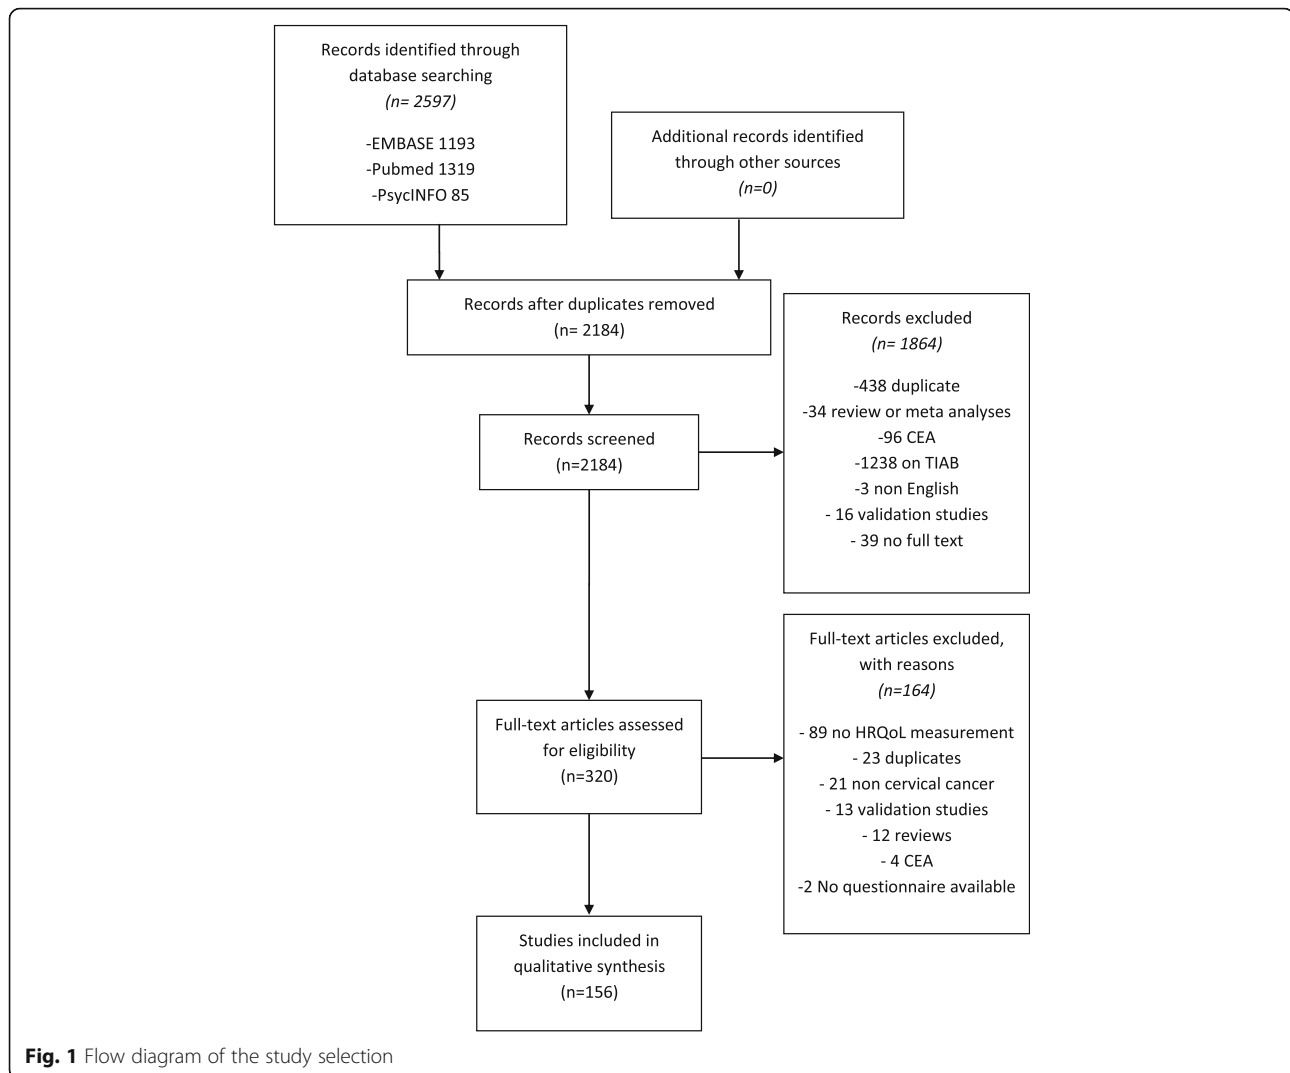 Records identified through
database searching
(n= 2597)
-EMBASE 1193
-Pubmed 1319
-PsycINFO 85
Additional records identified
through other sources
(n=0)
Records after duplicates removed
(n= 2184)
Records screened
(n=2184)
Records excluded
(n= 1864)
-438 duplicate
-34 review or meta analyses
-96 CEA
-1238 on TIAB
-3 non English
- 16 validation studies
- 39 no full text
Full-text articles assessed
for eligibility
(n=320)
Full-text articles excluded,
with reasons
(n=164)
- 89 no HRQoL measurement
- 23 duplicates
- 21 non cervical cancer
- 13 validation studies
- 12 reviews
- 4 CEA
-2 No questionnaire available
Studies included in
qualitative synthesis
(n=156)
Fig. 1 Flow diagram of the study selection